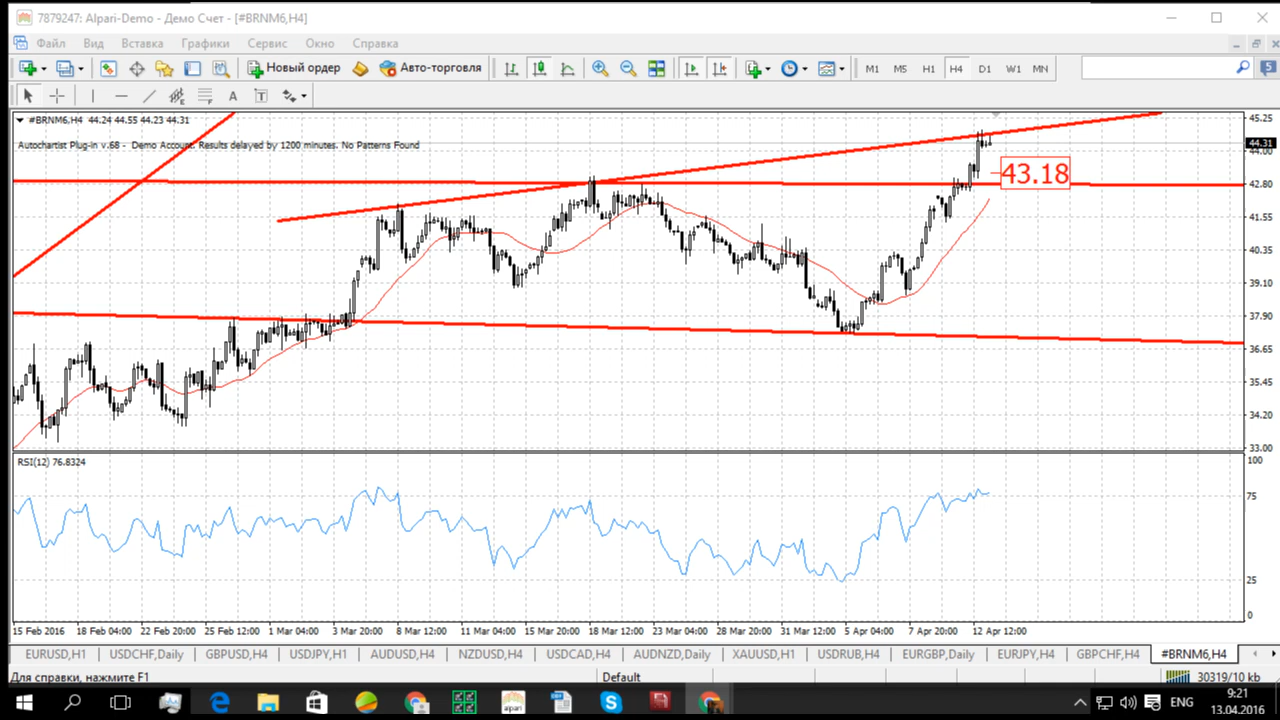 7879247: Alpari-Demo - Демо Счет - [#BRNM6,H4]
Файл Вид Вставка Графики Сервис Окно Справка
Новый ордер Авто-торговля M1 M5 H1 H4 D1 W1 MN 5
A T
#BRNM6,H4 44.24 44.55 44.23 44.31
Autochartist Plug-in v.68 - Demo Account. Results delayed by 1200 minutes. No Patterns Found
43.18
45.25
44.31
44.00
42.80
41.55
40.35
39.10
37.90
36.65
35.45
34.20
33.00
RSI(12) 76.8324
100
75
25
0
15 Feb 2016 18 Feb 04:00 22 Feb 20:00 25 Feb 12:00 1 Mar 04:00 3 Mar 20:00 8 Mar 12:00 11 Mar 04:00 15 Mar 20:00 18 Mar 12:00 23 Mar 04:00 28 Mar 20:00 31 Mar 12:00 5 Apr 04:00 7 Apr 20:00 12 Apr 12:00
EURUSD,H1 USDCHF,Daily GBPUSD,H4 USDJPY,H1 AUDUSD,H4 NZDUSD,H4 USDCAD,H4 AUDNZD,Daily XAUUSD,H1 USDRUB,H4 EURGBP,Daily EURJPY,H4 GBPCHF,H4 #BRNM6,H4
Для справки, нажмите F1 Default 30319/10 kb
alpari ENG 9:21
13.04.2016